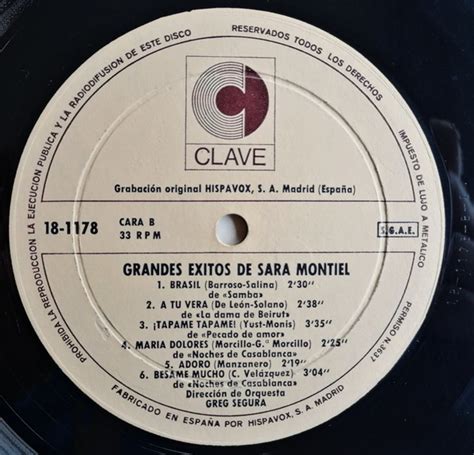 PROHIBIDA LA REPRODUCCION LA EJECUCION PUBLICA Y LA RADIODIFUSION DE ESTE DISCO
RESERVADOS TODOS LOS DERECHOS
IMPUESTO DE LUJO A METALICO
PERMISO N.3637
CLAVE
Grabación original HISPAVOX, S. A. Madrid (España)
18-1178
CARA B
33 RPM
S.G.A.E.
GRANDES EXITOS DE SARA MONTIEL
1. BRASIL (Barroso-Salina) 2'30''
de «Samba»
2. A TU VERA (De León-Solano) 2'38''
de «La dama de Beirut»
3. ¡TAPAME TAPAME! (Yust-Monis) 3'35''
de «Pecado de amor»
4. MARIA DOLORES (Morcillo-G.ª Morcillo) 2'25''
de «Noches de Casablanca»
5. ADORO (Manzanero) 2'19''
6. BESAME MUCHO (C. Velázquez) 3'04''
de «Noches de Casablanca»
Dirección de Orquesta
GREG SEGURA
FABRICADO EN ESPAÑA POR HISPAVOX, S. A. MADRID